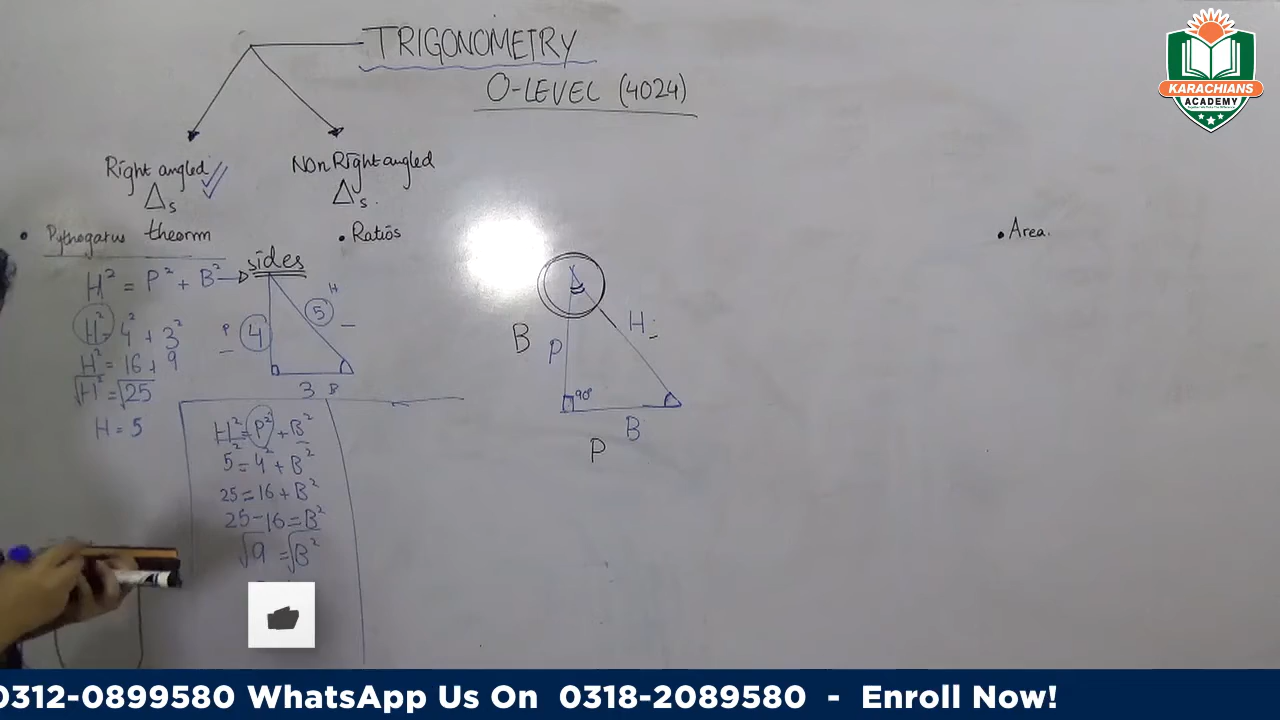 TRIGONOMETRY
O-LEVEL (4024)
KARACHIANS
ACADEMY
Right angled
Δs
Non Right angled
Δs.
• Pythogarus theorm
• Ratios
• Area.
H² = P² + B²
sides
H² = 4² + 3²
H² = 16 + 9
√H² = √25
H = 5
P
4
5
H
3
B
H² = P² + B²
5² = 4² + B²
25 = 16 + B²
25 - 16 = B²
√9 = √B²
B
P
H
90°
B
P
0312-0899580 WhatsApp Us On 0318-2089580 - Enroll Now!